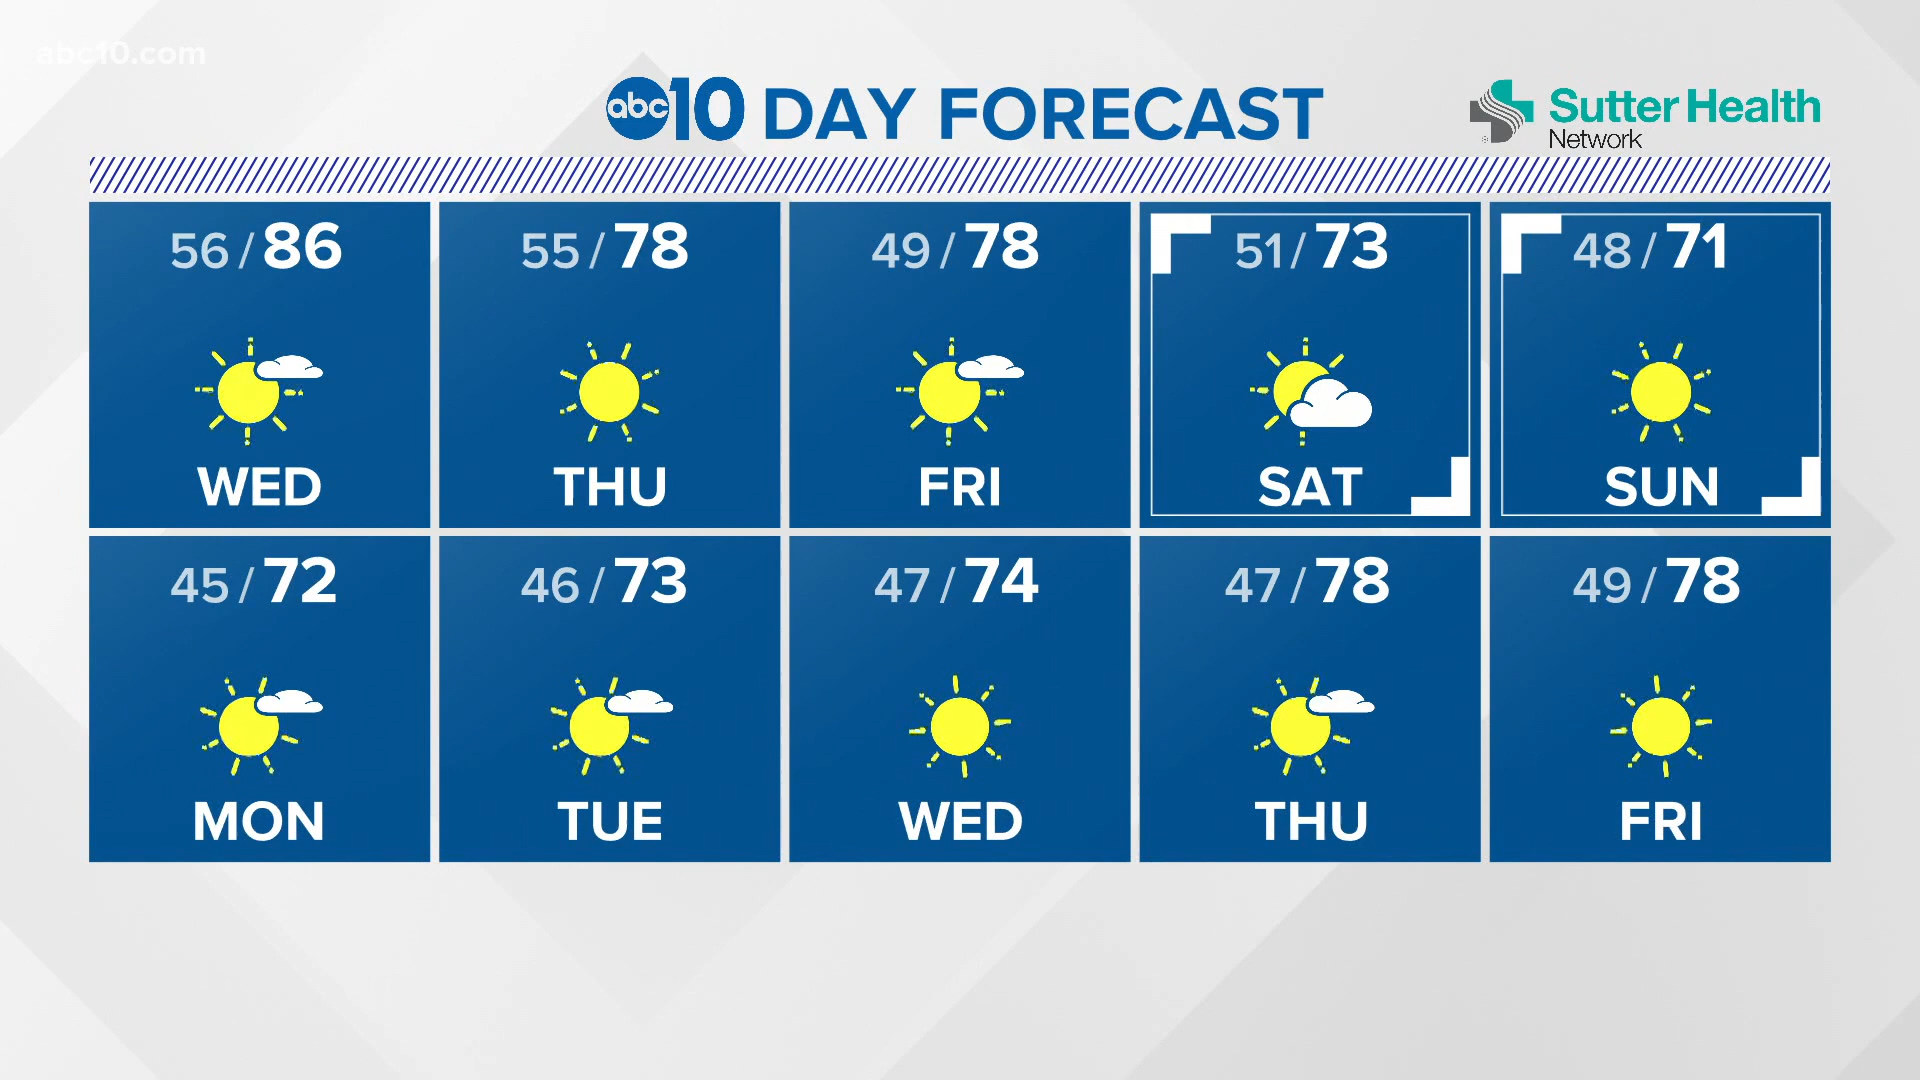 abc10.com
abc10 DAY FORECAST
Sutter Health
Network
56/86 55/78 49/78 51/73 48/71
WED THU FRI SAT SUN
45/72 46/73 47/74 47/78 49/78
MON TUE WED THU FRI